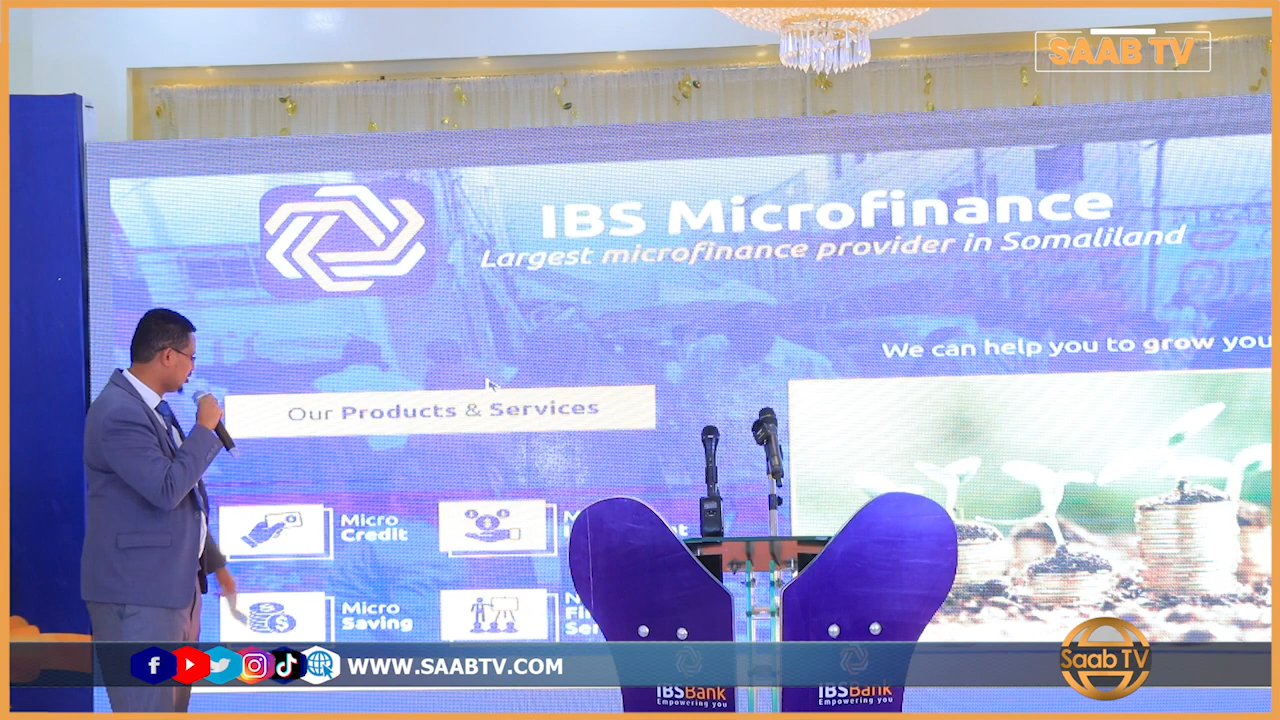 SAAB TV
IBS Microfinance
Largest microfinance provider in Somaliland
We can help you to grow you
Our Products & Services
Micro
Credit
Micro
Saving
WWW.SAABTV.COM
Saab TV
IBSBank
Empowering you
IBSBank
Empowering you